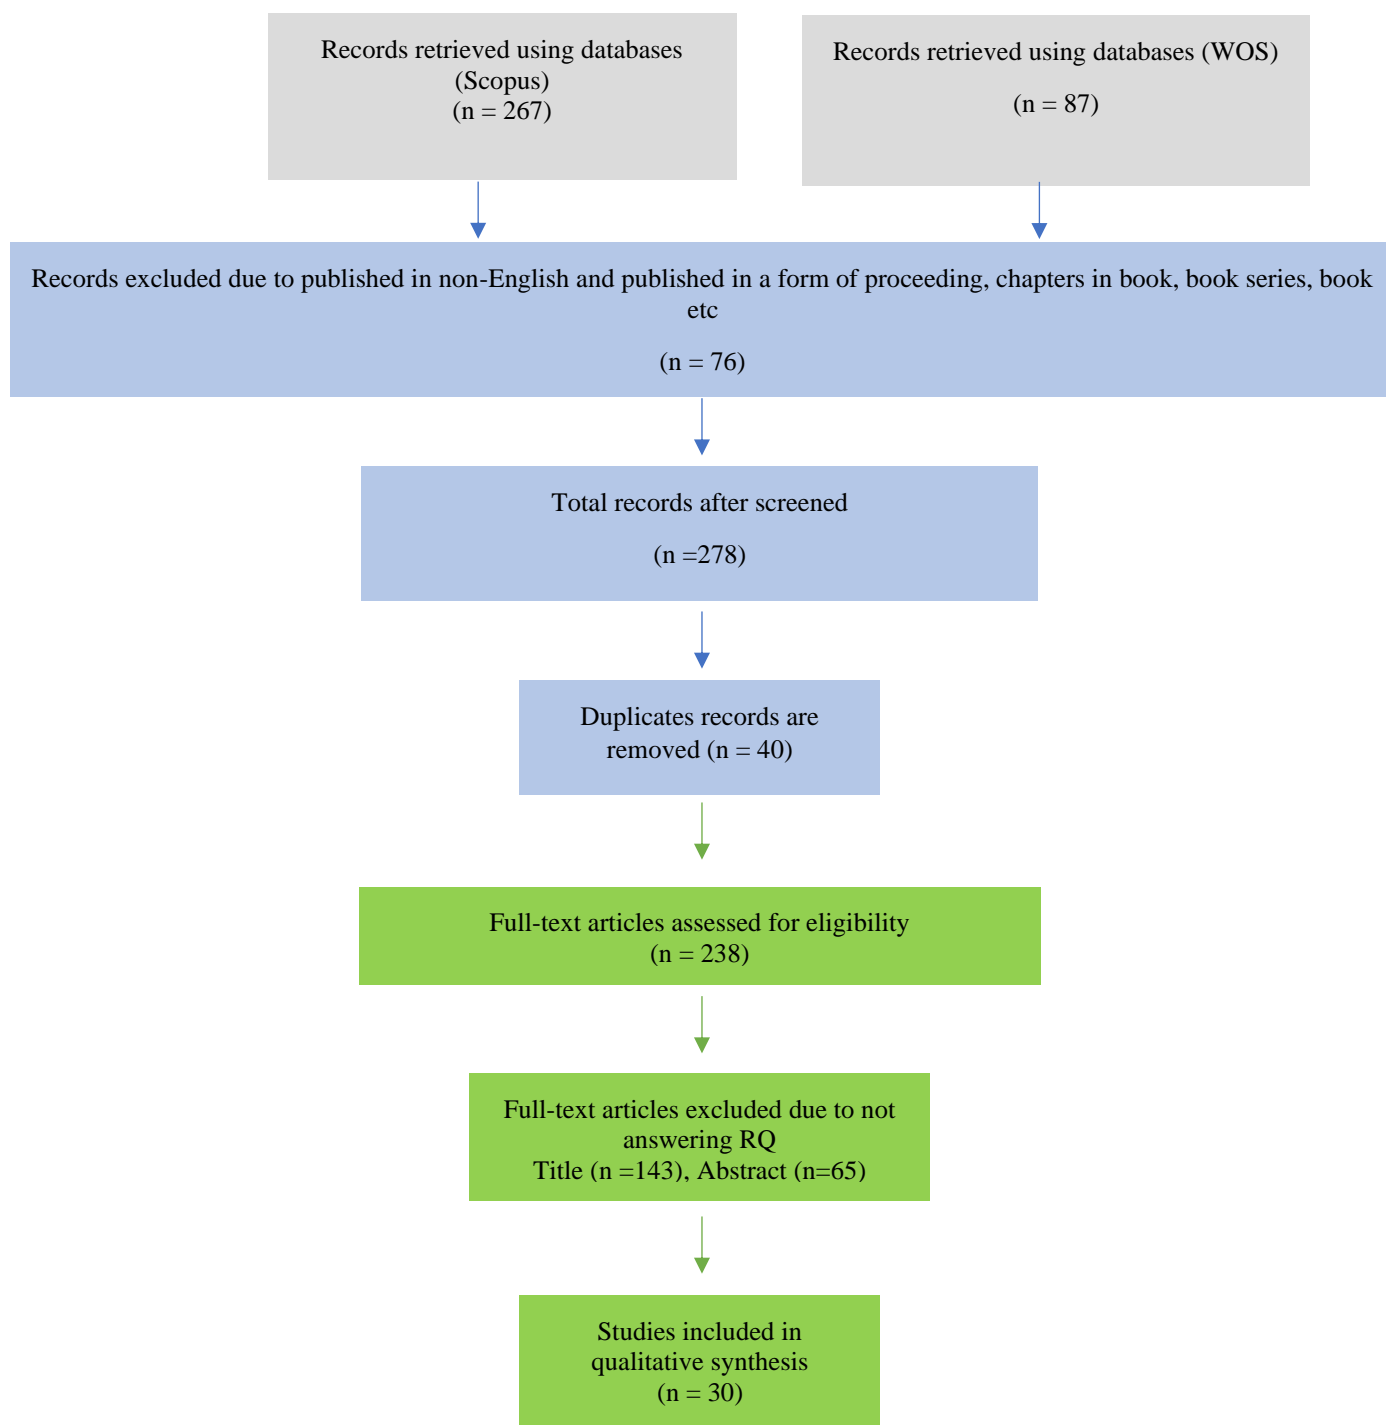 Records retrieved using databases
(Scopus)
(n = 267)
Records retrieved using databases (WOS)
(n = 87)
Records excluded due to published in non-English and published in a form of proceeding, chapters in book, book series, book
etc
(n = 76)
Total records after screened
(n =278)
Duplicates records are
removed (n = 40)
Full-text articles assessed for eligibility
(n = 238)
Full-text articles excluded due to not
answering RQ
Title (n =143), Abstract (n=65)
Studies included in
qualitative synthesis
(n = 30)